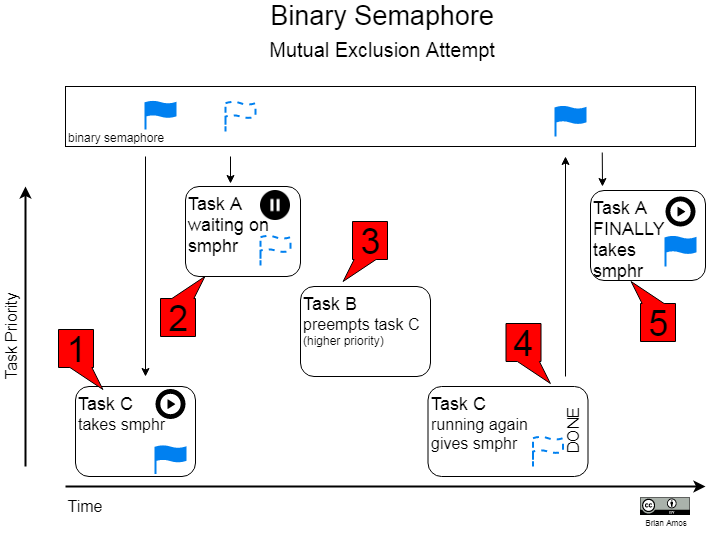 Binary Semaphore
Mutual Exclusion Attempt
binary semaphore
Task A
waiting on
smphr
Task A
FINALLY
takes
smphr
3
2
Task B
preempts task C
(higher priority)
5
1
4
Task C
takes smphr
Task C
running again
gives smphr
DONE
Task Priority
Time
cc
BY
Brian Amos